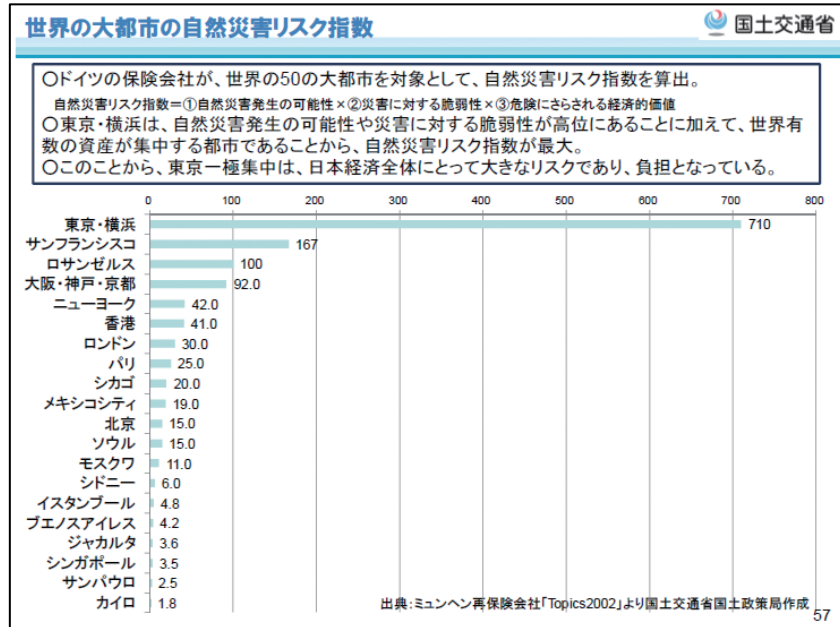 世界の大都市の自然災害リスク指数
国土交通省
○ドイツの保険会社が、世界の50の大都市を対象として、自然災害リスク指数を算出。
自然災害リスク指数＝①自然災害発生の可能性×②災害に対する脆弱性×③危険にさらされる経済的価値
○東京・横浜は、自然災害発生の可能性や災害に対する脆弱性が高位にあることに加えて、世界有
数の資産が集中する都市であることから、自然災害リスク指数が最大。
○このことから、東京一極集中は、日本経済全体にとって大きなリスクであり、負担となっている。
0 100 200 300 400 500 600 700 800
東京・横浜 710
サンフランシスコ 167
ロサンゼルス 100
大阪・神戸・京都 92.0
ニューヨーク 42.0
香港 41.0
ロンドン 30.0
パリ 25.0
シカゴ 20.0
メキシコシティ 19.0
北京 15.0
ソウル 15.0
モスクワ 11.0
シドニー 6.0
イスタンブール 4.8
ブエノスアイレス 4.2
ジャカルタ 3.6
シンガポール 3.5
サンパウロ 2.5
カイロ 1.8
出典：ミュンヘン再保険会社「Topics2002」より国土交通省国土政策局作成
57